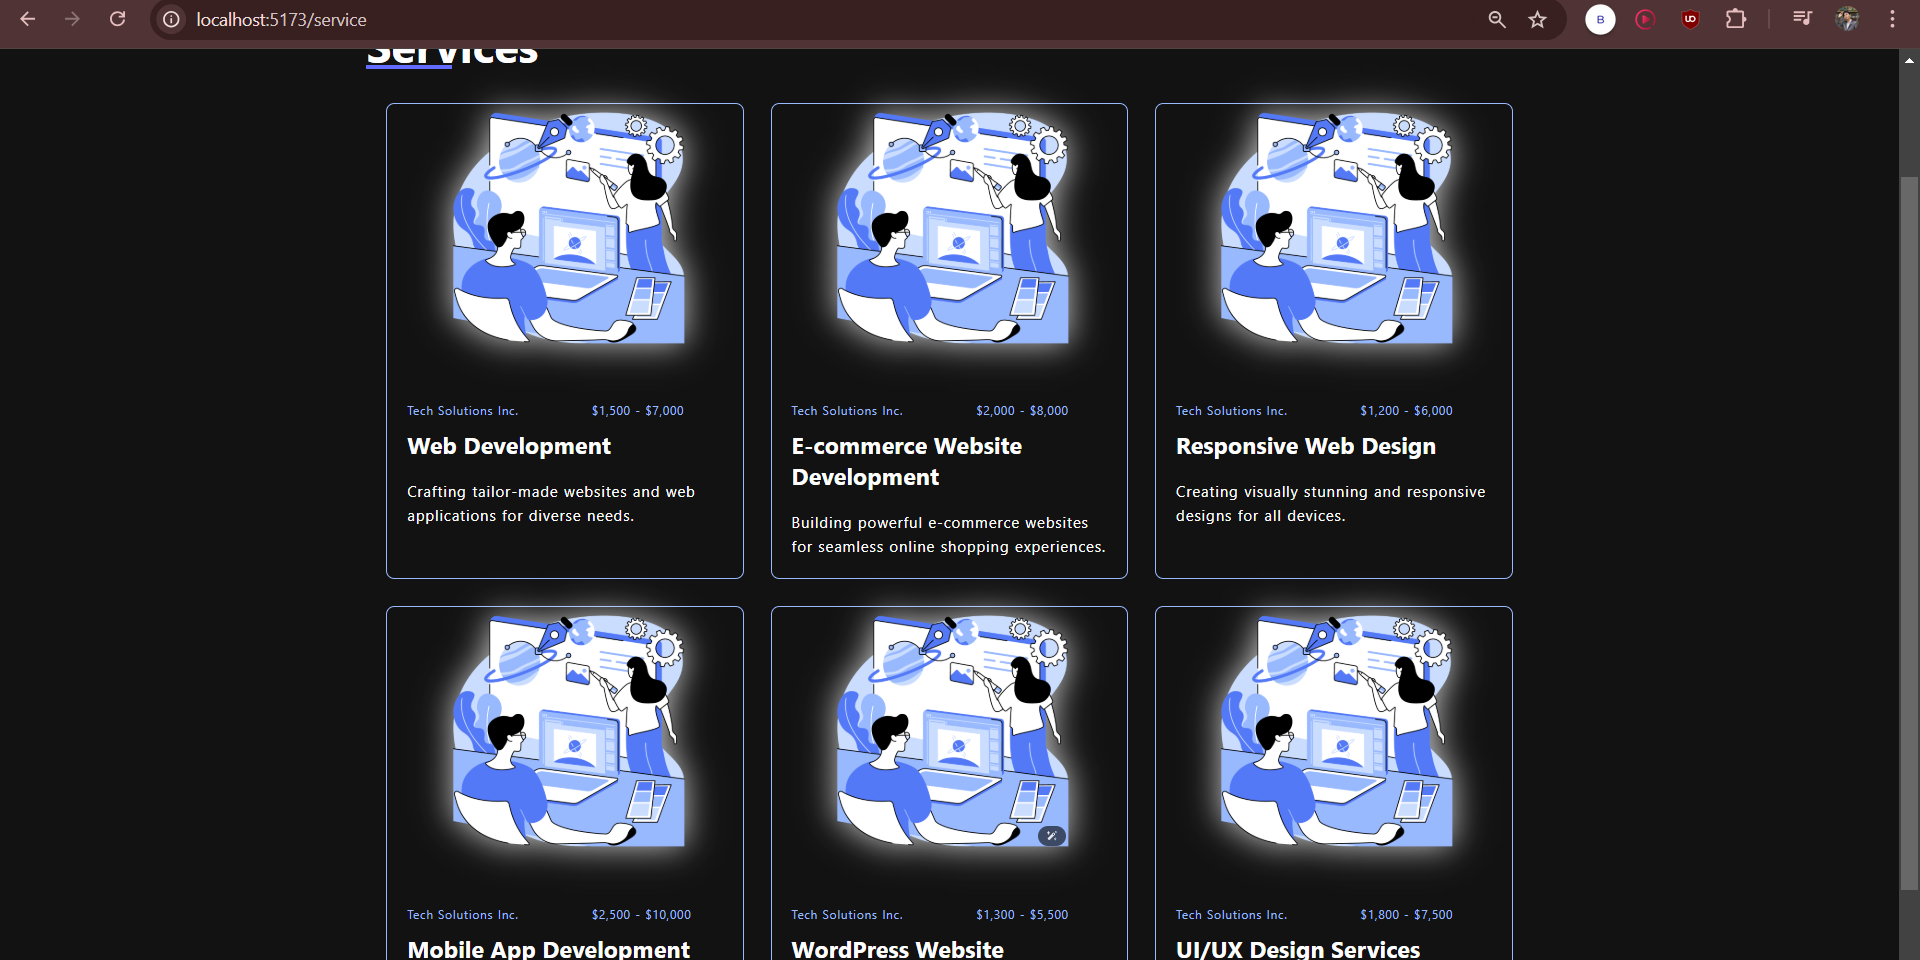 localhost:5173/service
B
Services
Tech Solutions Inc. $1,500 - $7,000
Web Development
Crafting tailor-made websites and web
applications for diverse needs.
Tech Solutions Inc. $2,000 - $8,000
E-commerce Website
Development
Building powerful e-commerce websites
for seamless online shopping experiences.
Tech Solutions Inc. $1,200 - $6,000
Responsive Web Design
Creating visually stunning and responsive
designs for all devices.
Tech Solutions Inc. $2,500 - $10,000
Mobile App Development
Tech Solutions Inc. $1,300 - $5,500
WordPress Website
Tech Solutions Inc. $1,800 - $7,500
UI/UX Design Services